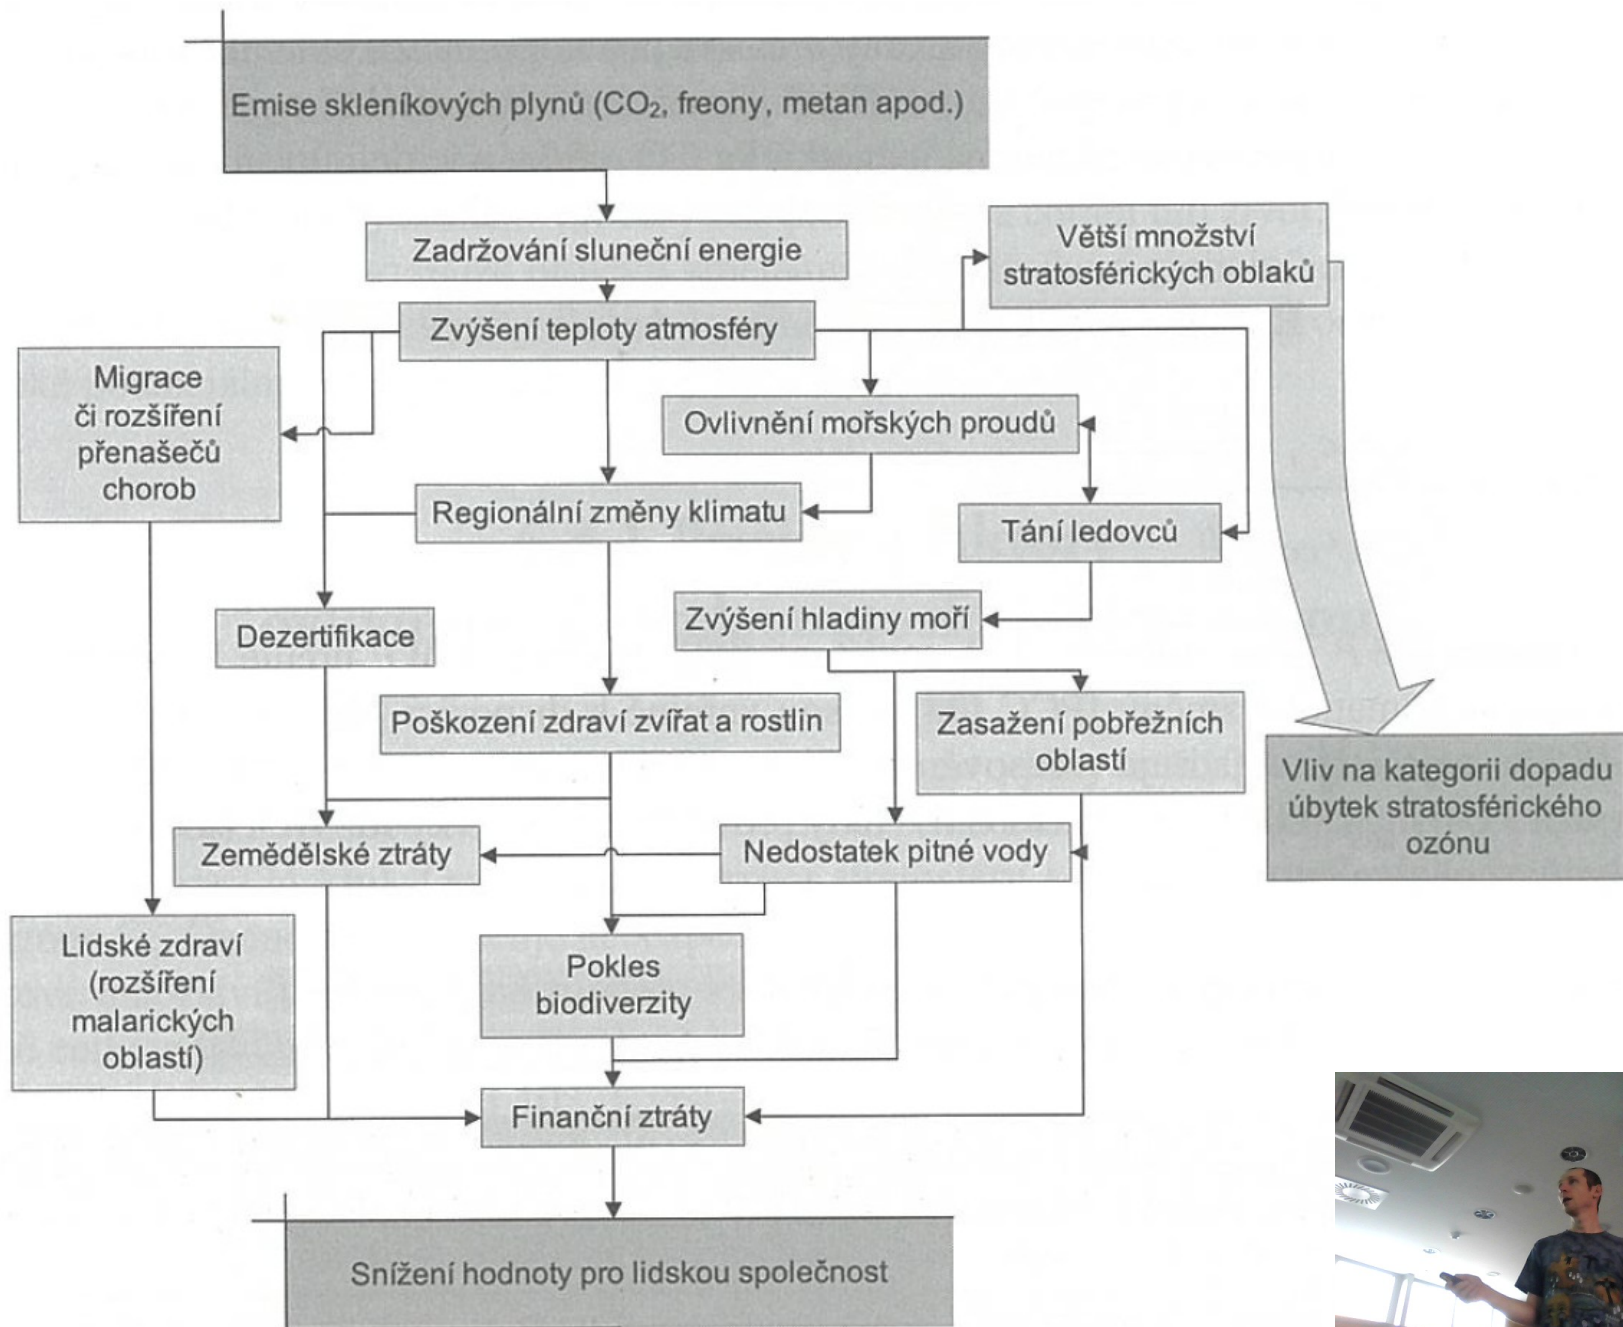 Emise skleníkových plynů (CO₂, freony, metan apod.)
Zadržování sluneční energie
Větší množství
stratosférických oblaků
Zvýšení teploty atmosféry
Migrace
či rozšíření
přenašečů
chorob
Ovlivnění mořských proudů
Regionální změny klimatu
Tání ledovců
Zvýšení hladiny moří
Dezertifikace
Poškození zdraví zvířat a rostlin
Zasažení pobřežních
oblastí
Vliv na kategorii dopadu
úbytek stratosférického
ozónu
Zemědělské ztráty
Nedostatek pitné vody
Lidské zdraví
(rozšíření
malarických
oblastí)
Pokles
biodiverzity
Finanční ztráty
Snížení hodnoty pro lidskou společnost